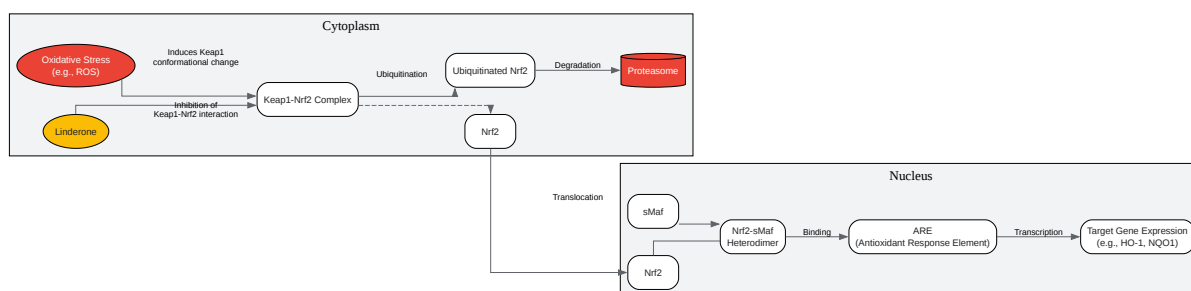 Cytoplasm
Oxidative Stress
(e.g., ROS)
Induces Keap1
conformational change
Ubiquitination
Ubiquitinated Nrf2
Degradation
Proteasome
Keap1-Nrf2 Complex
Inhibition of
Keap1-Nrf2 interaction
Linderone
Nrf2
Translocation
Nucleus
sMaf
Nrf2-sMaf
Heterodimer
Binding
ARE
(Antioxidant Response Element)
Transcription
Target Gene Expression
(e.g., HO-1, NQO1)
Nrf2